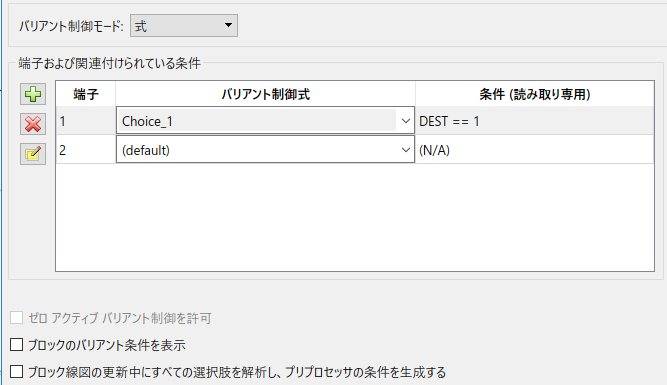 バリアント制御モード: 式
端子および関連付けられている条件
端子 バリアント制御式 条件 (読み取り専用)
1 Choice_1 DEST == 1
2 (default) (N/A)
ゼロ アクティブ バリアント制御を許可
ブロックのバリアント条件を表示
ブロック線図の更新中にすべての選択肢を解析し、プリプロセッサの条件を生成する